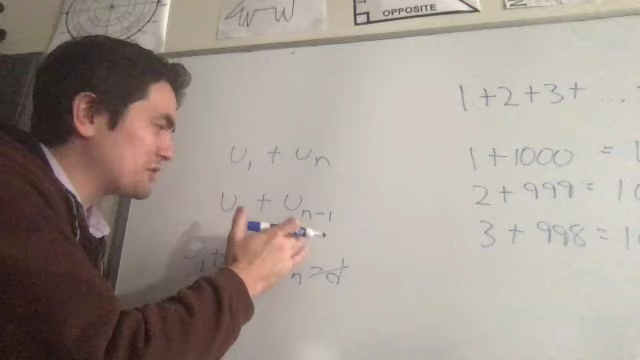 OPPOSITE
1+2+3+ ....
u₁ + uₙ
1+1000 =
u + uₙ₋₁
2+999=
3+998=
n=d